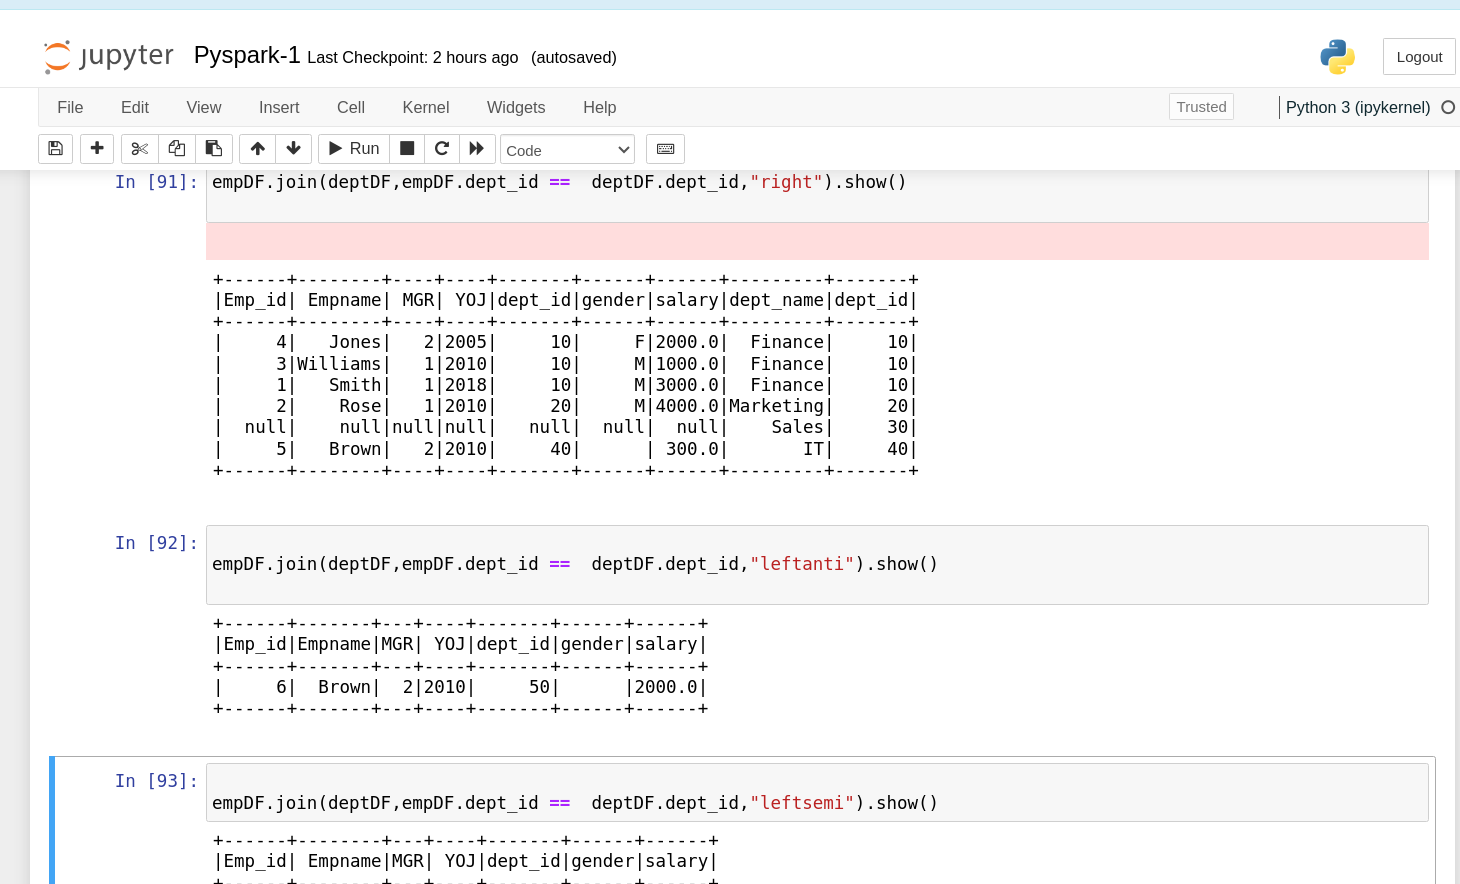 jupyter Pyspark-1 Last Checkpoint: 2 hours ago (autosaved) Logout
File Edit View Insert Cell Kernel Widgets Help Trusted Python 3 (ipykernel)
Run Code
In [91]: empDF.join(deptDF,empDF.dept_id ==  deptDF.dept_id,"right").show()
+------+--------+----+----+-------+------+------+---------+-------+
|Emp_id| Empname| MGR| YOJ|dept_id|gender|salary|dept_name|dept_id|
+------+--------+----+----+-------+------+------+---------+-------+
|     4|   Jones|   2|2005|     10|     F|2000.0|  Finance|     10|
|     3|Williams|   1|2010|     10|     M|1000.0|  Finance|     10|
|     1|   Smith|   1|2018|     10|     M|3000.0|  Finance|     10|
|     2|    Rose|   1|2010|     20|     M|4000.0|Marketing|     20|
|  null|    null|null|null|   null|  null|  null|    Sales|     30|
|     5|   Brown|   2|2010|     40|      | 300.0|       IT|     40|
+------+--------+----+----+-------+------+------+---------+-------+
In [92]:
empDF.join(deptDF,empDF.dept_id ==  deptDF.dept_id,"leftanti").show()
+------+-------+---+----+-------+------+------+
|Emp_id|Empname|MGR| YOJ|dept_id|gender|salary|
+------+-------+---+----+-------+------+------+
|     6|  Brown|  2|2010|     50|      |2000.0|
+------+-------+---+----+-------+------+------+
In [93]:
empDF.join(deptDF,empDF.dept_id ==  deptDF.dept_id,"leftsemi").show()
+------+--------+---+----+-------+------+------+
|Emp_id| Empname|MGR| YOJ|dept_id|gender|salary|
+------+--------+---+----+-------+------+------+